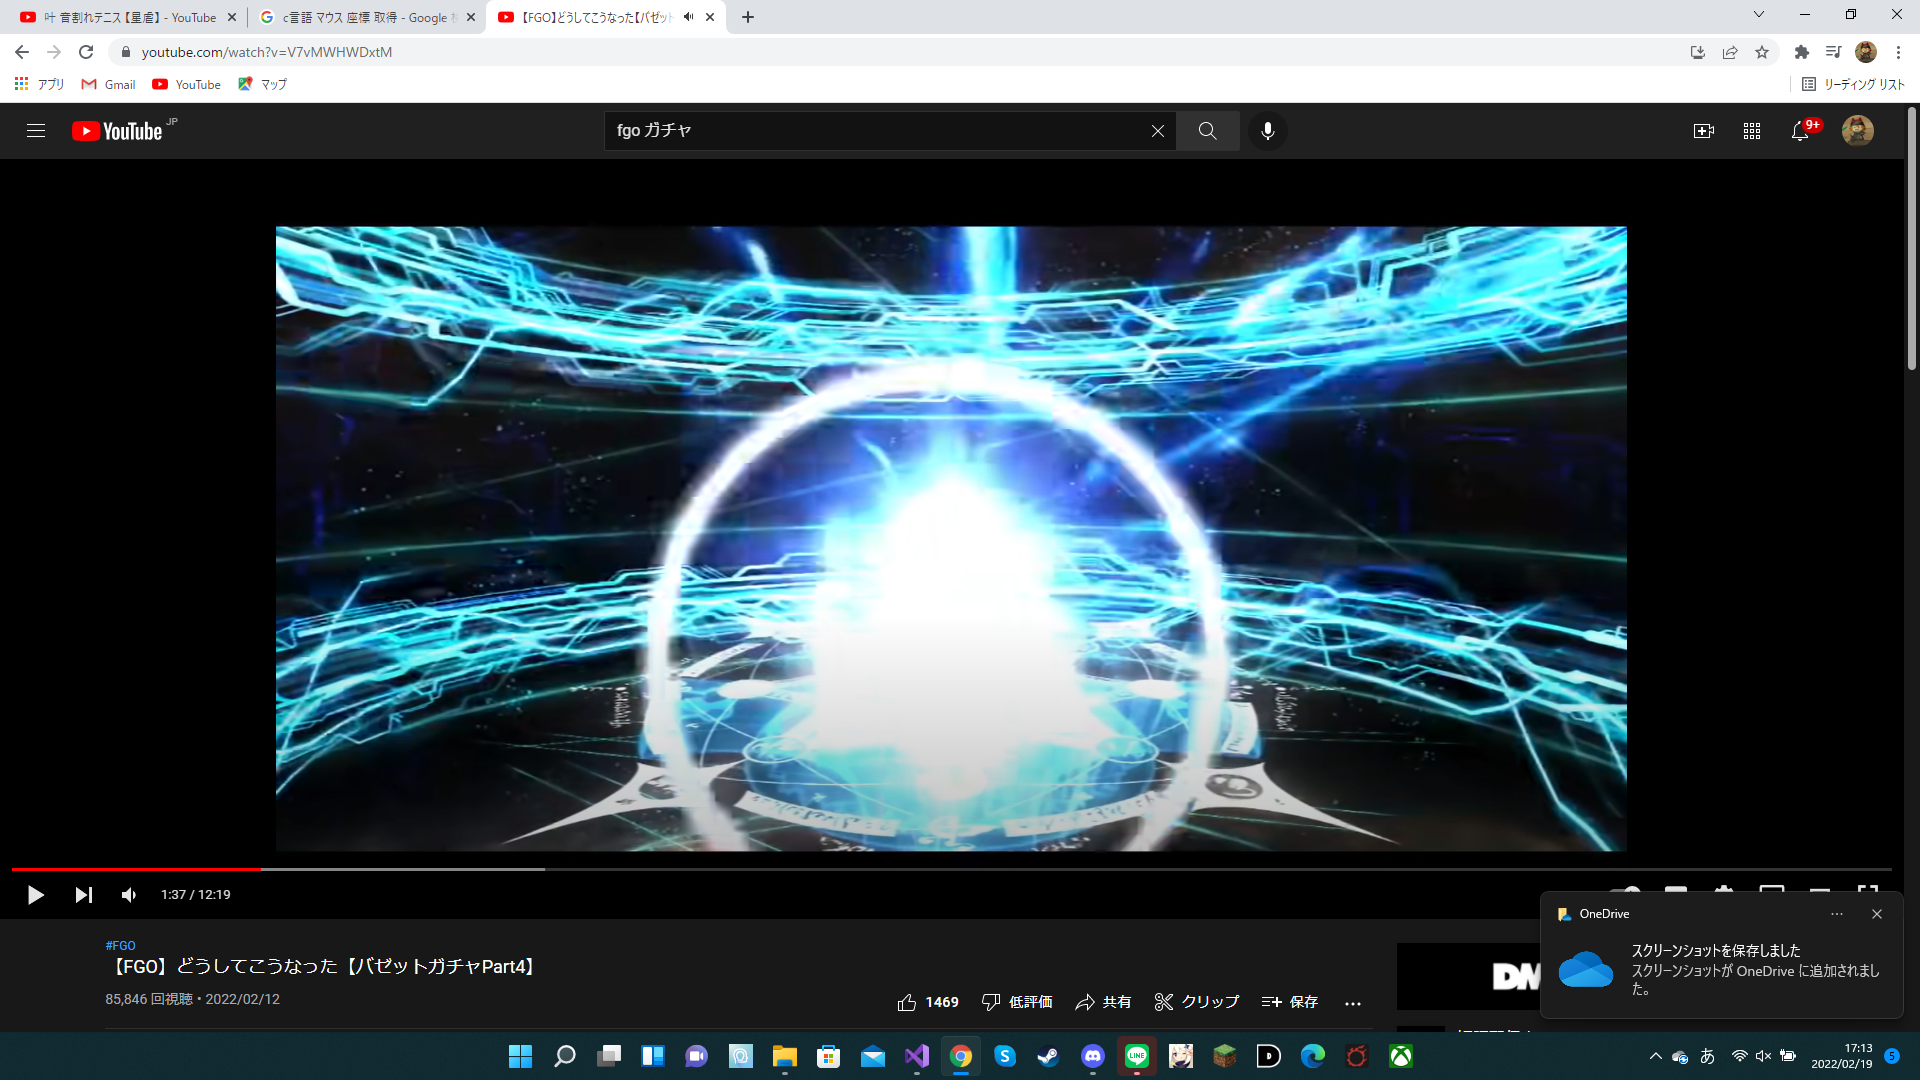 叶 音割れテニス【星虐】 - YouTube
c言語 マウス 座標 取得 - Google 検
【FGO】どうしてこうなった【バゼット
youtube.com/watch?v=V7vMWHWDxtM
アプリ
Gmail
YouTube
マップ
リーディング リスト
YouTube JP
fgo ガチャ
9+
1:37 / 12:19
#FGO
【FGO】どうしてこうなった【バゼットガチャPart4】
85,846 回視聴・2022/02/12
1469
低評価
共有
クリップ
保存
DM
OneDrive
スクリーンショットを保存しました
スクリーンショットが OneDrive に追加されまし
た。
LINE
あ
17:13
2022/02/19
5